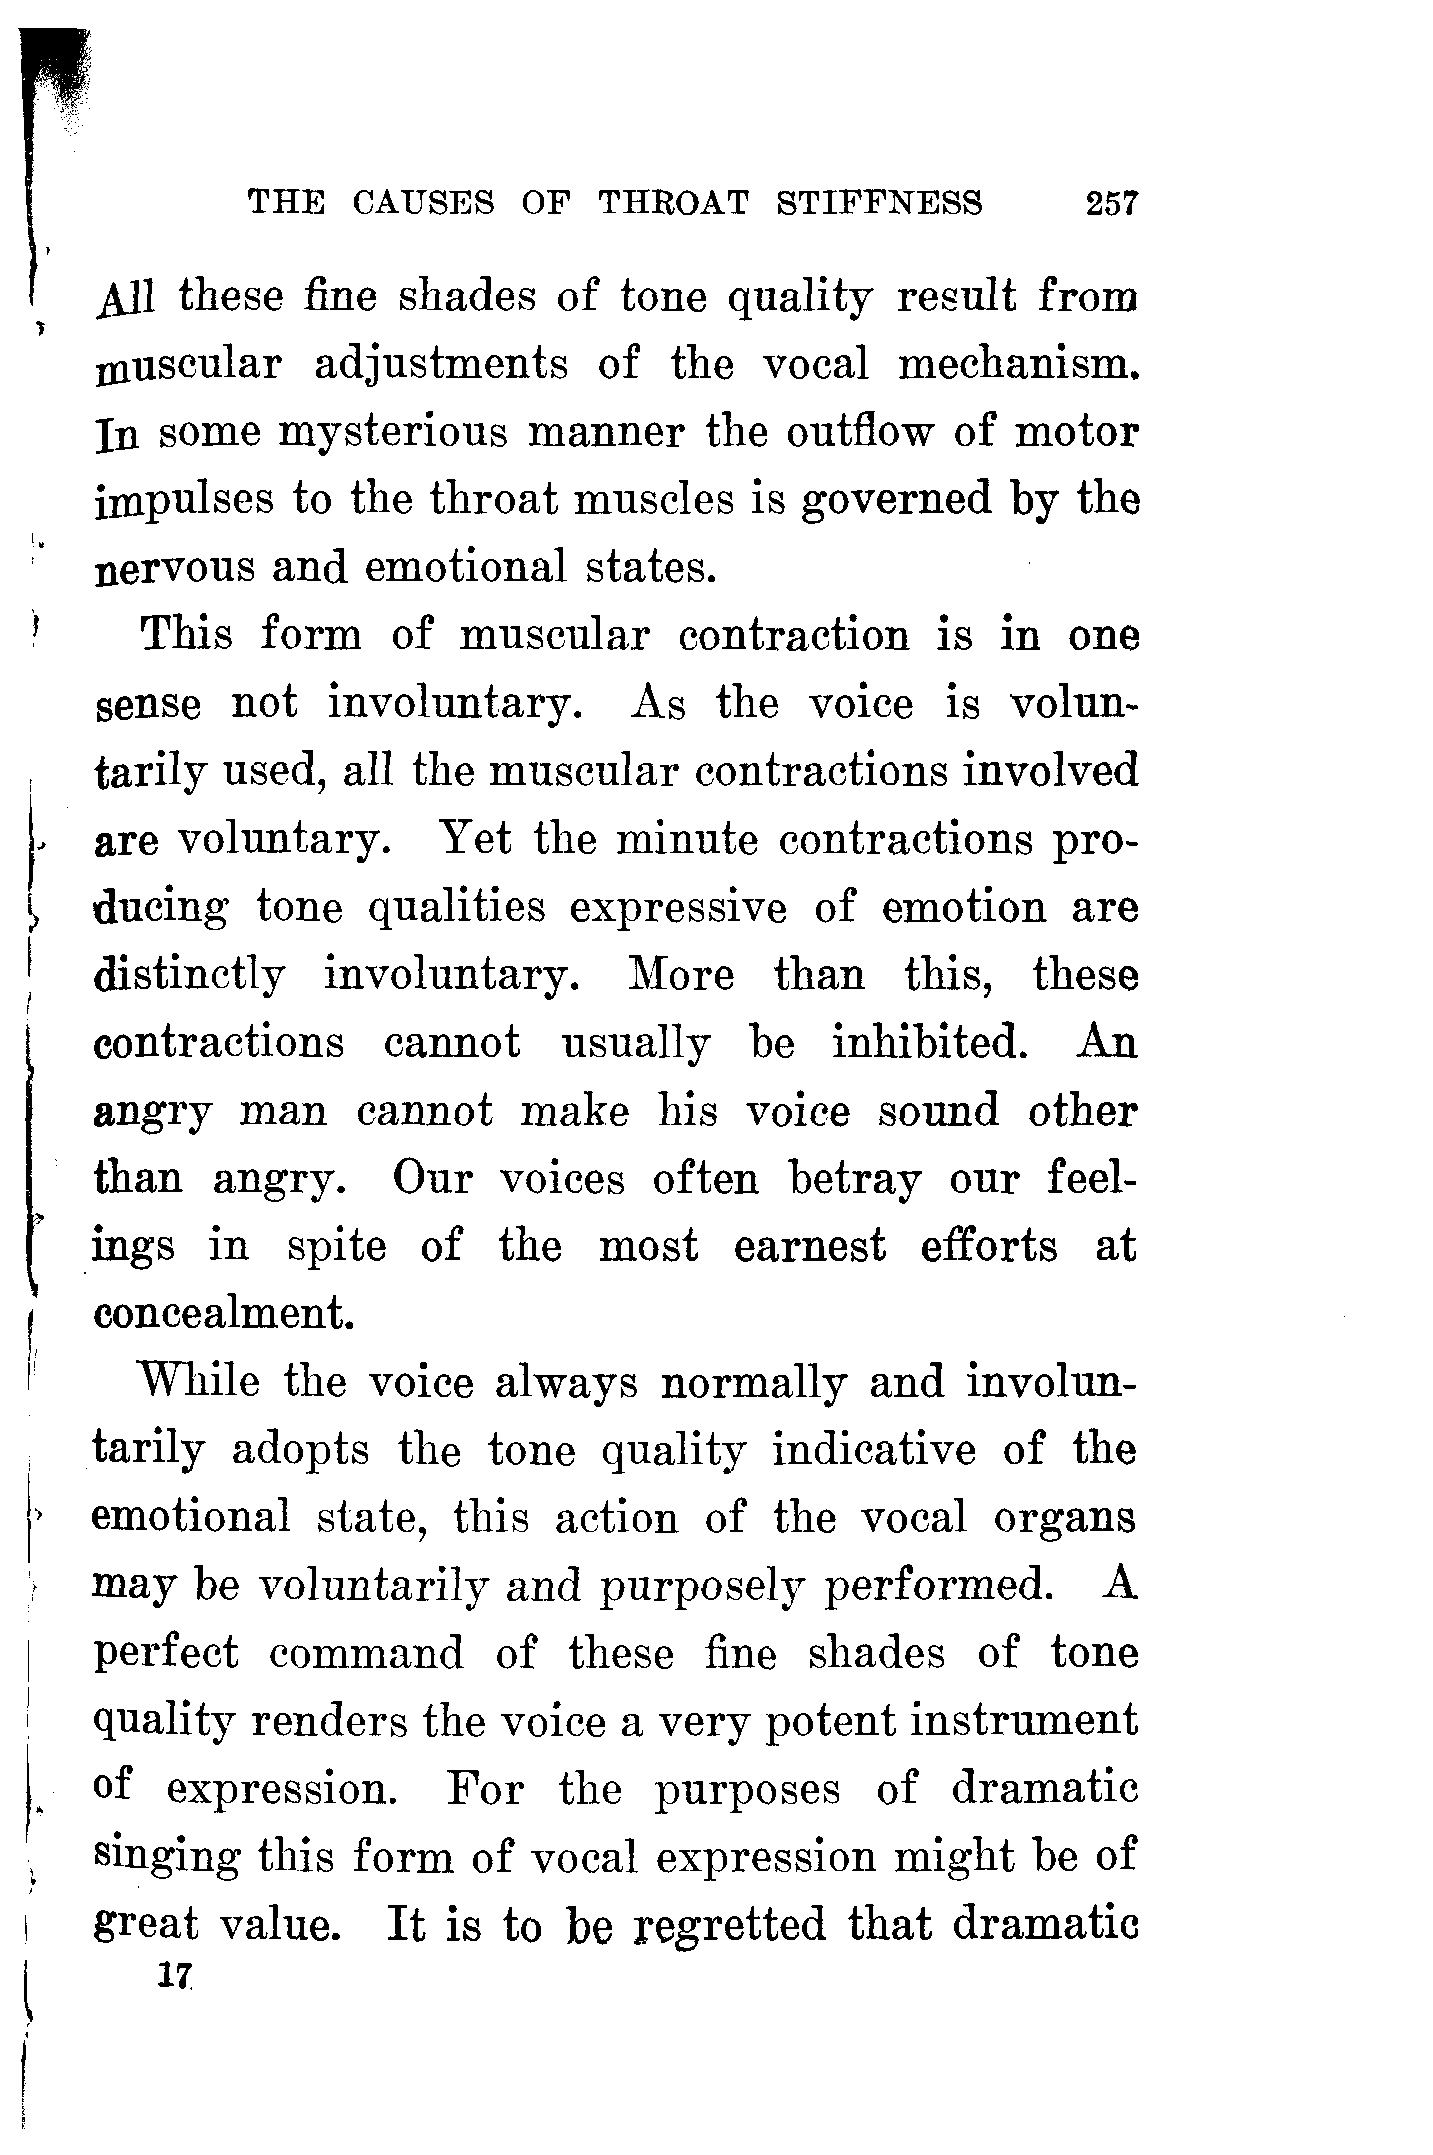 THE CAUSES OF THROAT STIFFNESS 257
All these fine shades of tone quality result from
muscular adjustments of the vocal mechanism.
In some mysterious manner the outflow of motor
impulses to the throat muscles is governed by the
nervous and emotional states.
This form of muscular contraction is in one
sense not involuntary. As the voice is volun-
tarily used, all the muscular contractions involved
are voluntary. Yet the minute contractions pro-
ducing tone qualities expressive of emotion are
distinctly involuntary. More than this, these
contractions cannot usually be inhibited. An
angry man cannot make his voice sound other
than angry. Our voices often betray our feel-
ings in spite of the most earnest efforts at
concealment.
While the voice always normally and involun-
tarily adopts the tone quality indicative of the
emotional state, this action of the vocal organs
may be voluntarily and purposely performed. A
perfect command of these fine shades of tone
quality renders the voice a very potent instrument
of expression. For the purposes of dramatic
singing this form of vocal expression might be of
great value. It is to be regretted that dramatic
17